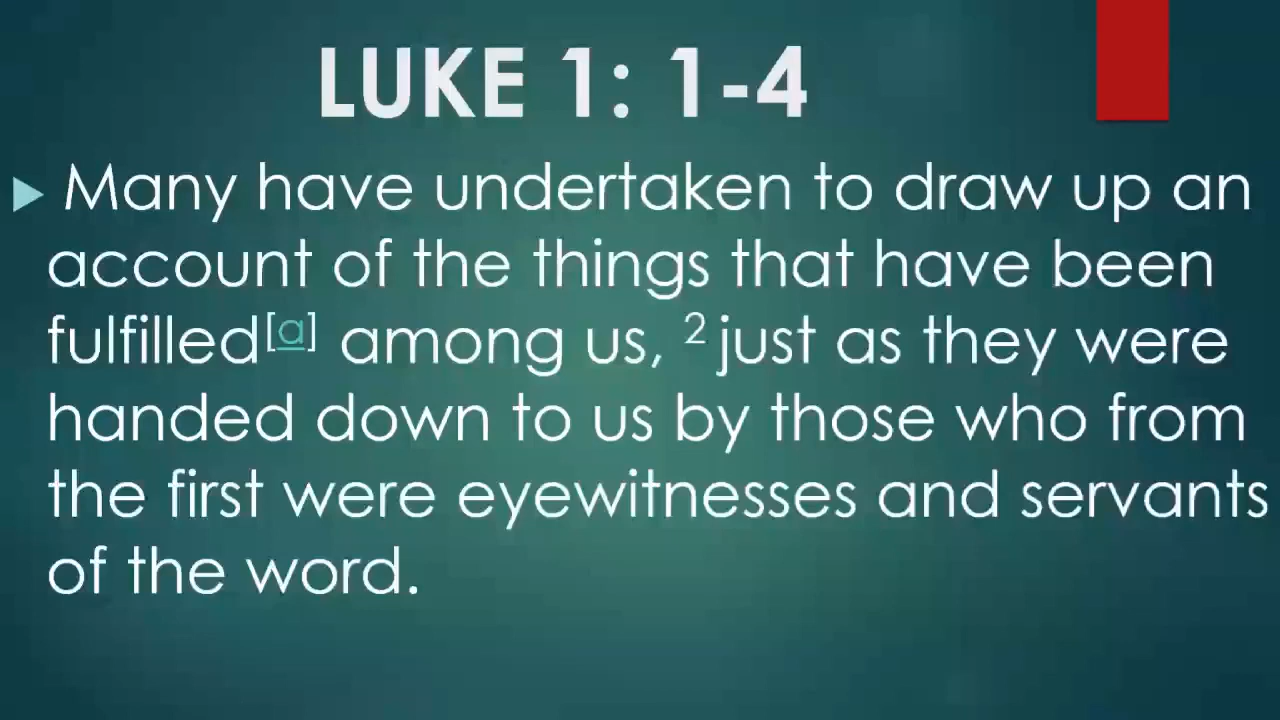 LUKE 1: 1-4
Many have undertaken to draw up an
account of the things that have been
fulfilled[a] among us, 2 just as they were
handed down to us by those who from
the first were eyewitnesses and servants
of the word.